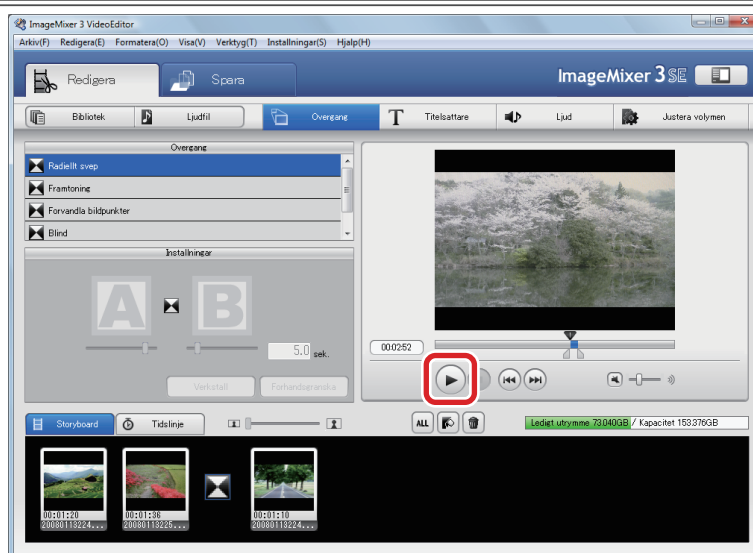 ImageMixer 3 VideoEditor
Arkiv(F) Redigera(E) Formatera(O) Visa(V) Verktyg(T) Installningar(S) Hjalp(H)
Redigera
Spara
ImageMixer 3 SE
Bibliotek
Ljudfil
Overgang
T
Titelsattare
Ljud
Justera volymen
Overgang
Radiellt svep
Framtoning
Forvandla bildpunkter
Blind
Installningar
A
B
5.0 sek.
Verkstall
Forhandsgranska
00:02:52
Storyboard
Tidslinje
ALL
Ledigt utrymme 73.040GB / Kapacitet 153.376GB
00:01:20
20080113224...
00:01:36
20080113225...
00:01:10
20080113224...